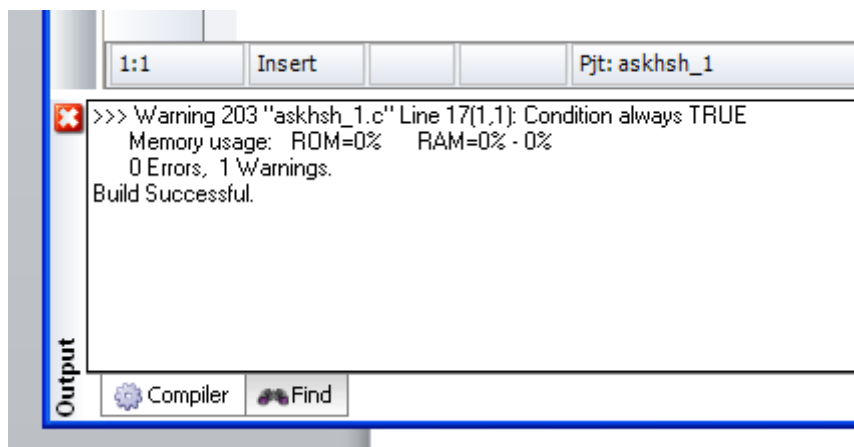 1:1 Insert Pjt: askhsh_1
>>> Warning 203 "askhsh_1.c" Line 17(1,1): Condition always TRUE
Memory usage: ROM=0% RAM=0% - 0%
0 Errors, 1 Warnings.
Build Successful.
Output
Compiler Find